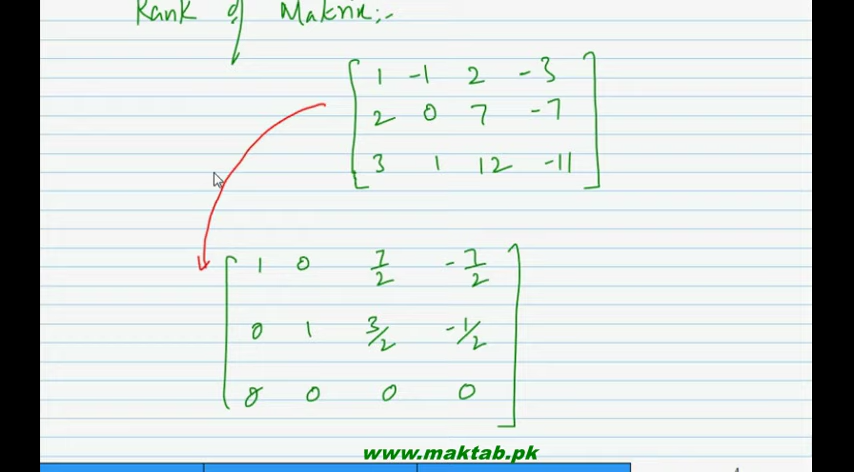 Rank of Matrix:-
1 -1 2 -3
2 0 7 -7
3 1 12 -11
1 0 7/2 -7/2
0 1 3/2 -1/2
0 0 0 0
www.maktab.pk